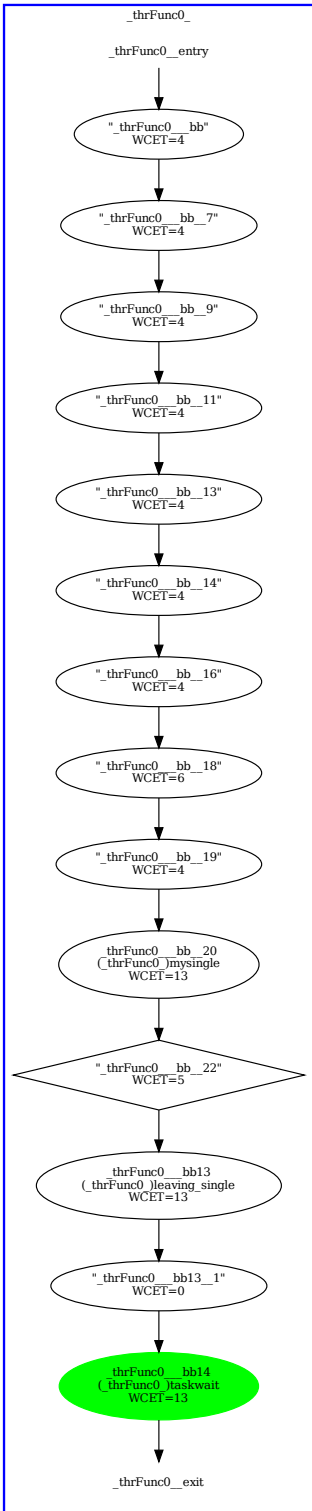 _thrFunc0_
_thrFunc0__entry
"_thrFunc0___bb"
WCET=4
"_thrFunc0___bb__7"
WCET=4
"_thrFunc0___bb__9"
WCET=4
"_thrFunc0___bb__11"
WCET=4
"_thrFunc0___bb__13"
WCET=4
"_thrFunc0___bb__14"
WCET=4
"_thrFunc0___bb__16"
WCET=4
"_thrFunc0___bb__18"
WCET=6
"_thrFunc0___bb__19"
WCET=4
_thrFunc0___bb__20
(_thrFunc0_)mysingle
WCET=13
"_thrFunc0___bb__22"
WCET=5
_thrFunc0___bb13
(_thrFunc0_)leaving_single
WCET=13
"_thrFunc0___bb13__1"
WCET=0
_thrFunc0___bb14
(_thrFunc0_)taskwait
WCET=13
_thrFunc0__exit